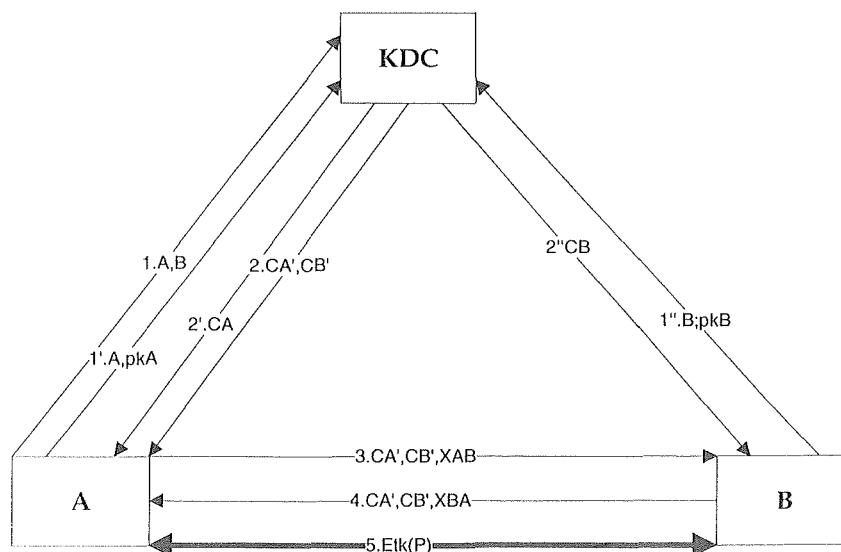 KDC
1.A,B
2.CA',CB'
2''CB
2'.CA
1''.B;pkB
1'.A,pkA
3.CA',CB',XAB
A
B
4.CA',CB',XBA
5.Etk(P)